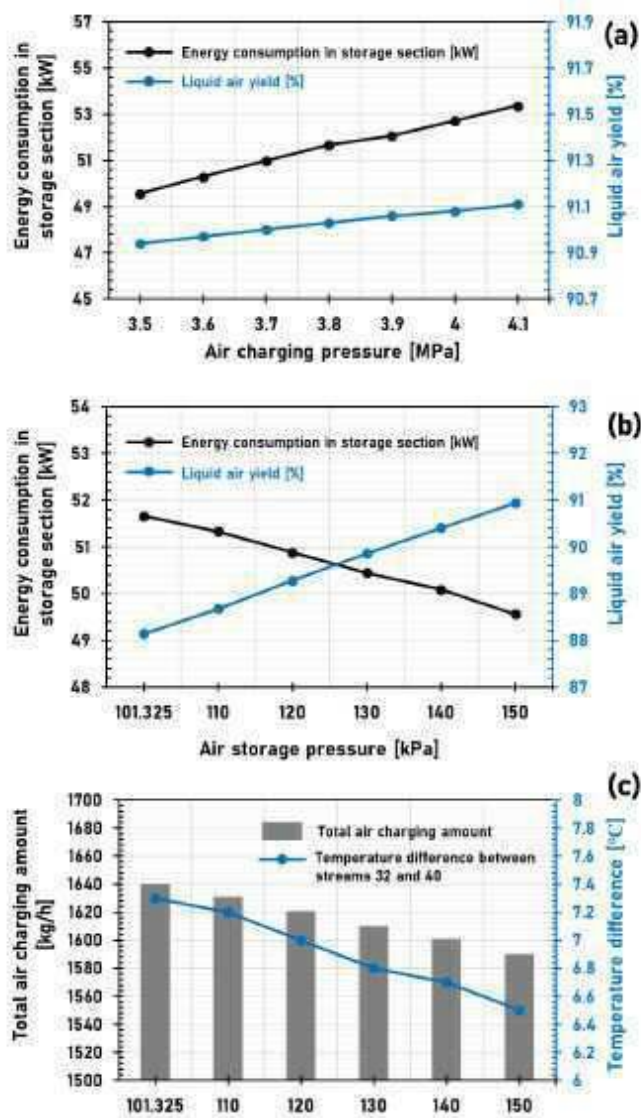 (a)
Energy consumption in
storage section [kW]
57
55
53
51
49
47
45
Energy consumption in storage section [kW]
Liquid air yield [%]
91.9
91.7
91.5
91.3
91.1
90.9
90.7
Liquid air yield [%]
3.5 3.6 3.7 3.8 3.9 4 4.1
Air charging pressure [MPa]
(b)
Energy consumption in
storage section [kW]
54
53
52
51
50
49
48
Energy consumption in storage section [kW]
Liquid air yield [%]
93
92
91
90
89
88
87
Liquid air yield [%]
101.325 110 120 130 140 150
Air storage pressure [kPa]
(c)
Total air charging amount
[kg/h]
1700
1680
1660
1640
1620
1600
1580
1560
1540
1520
1500
Total air charging amount
Temperature difference between
streams 32 and 40
8
7.8
7.6
7.4
7.2
7
6.8
6.6
6.4
6.2
6
Temperature difference [°C]
101.325 110 120 130 140 150